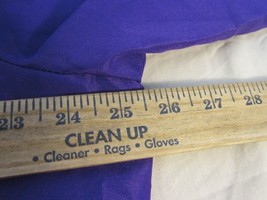 23 24 25 26 27 28
CLEAN UP
• Cleaner • Rags • Gloves